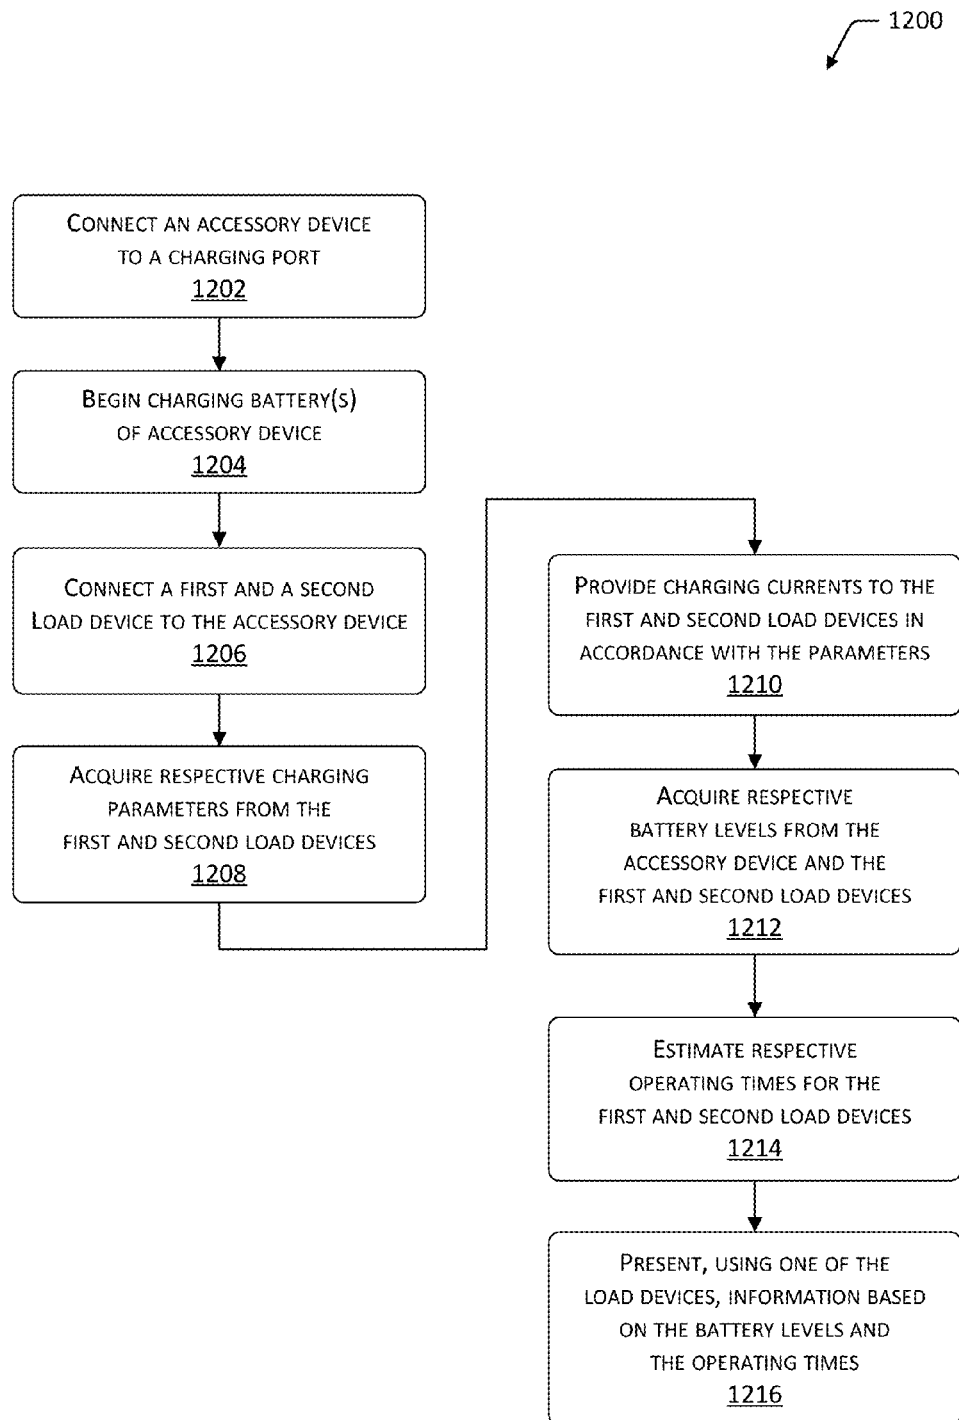 1200
CONNECT AN ACCESSORY DEVICE
TO A CHARGING PORT
1202
BEGIN CHARGING BATTERY(S)
OF ACCESSORY DEVICE
1204
CONNECT A FIRST AND A SECOND
LOAD DEVICE TO THE ACCESSORY DEVICE
1206
ACQUIRE RESPECTIVE CHARGING
PARAMETERS FROM THE
FIRST AND SECOND LOAD DEVICES
1208
PROVIDE CHARGING CURRENTS TO THE
FIRST AND SECOND LOAD DEVICES IN
ACCORDANCE WITH THE PARAMETERS
1210
ACQUIRE RESPECTIVE
BATTERY LEVELS FROM THE
ACCESSORY DEVICE AND THE
FIRST AND SECOND LOAD DEVICES
1212
ESTIMATE RESPECTIVE
OPERATING TIMES FOR THE
FIRST AND SECOND LOAD DEVICES
1214
PRESENT, USING ONE OF THE
LOAD DEVICES, INFORMATION BASED
ON THE BATTERY LEVELS AND
THE OPERATING TIMES
1216